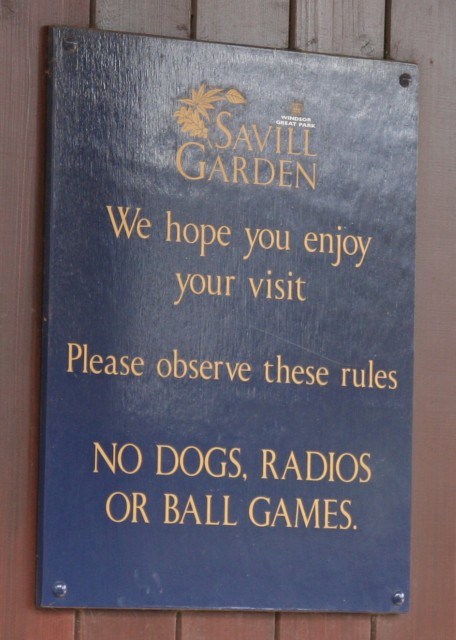 WINDSOR
GREAT PARK
SAVILL
GARDEN
We hope you enjoy
your visit
Please observe these rules
NO DOGS, RADIOS
OR BALL GAMES.